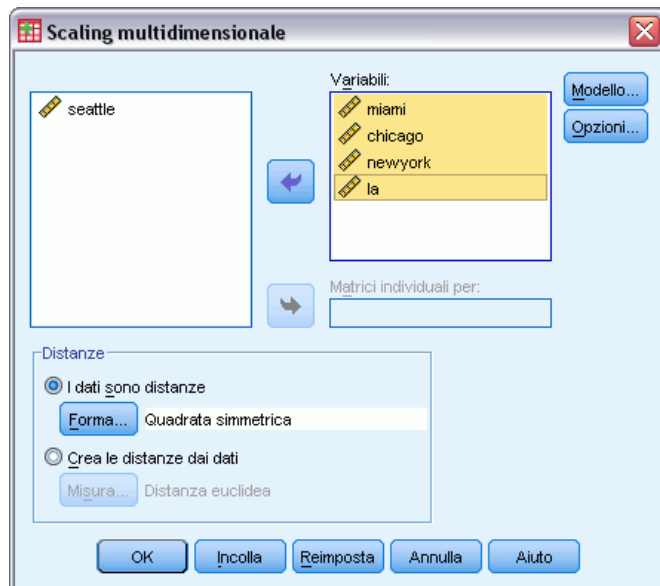 Scaling multidimensionale
Variabili:
seattle
miami
chicago
newyork
la
Modello...
Opzioni...
Matrici individuali per:
Distanze
I dati sono distanze
Forma... Quadrata simmetrica
Crea le distanze dai dati
Misura... Distanza euclidea
OK Incolla Reimposta Annulla Aiuto